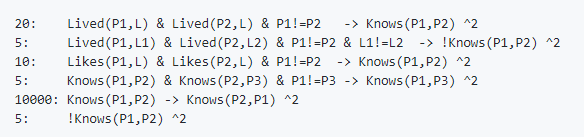 20:    Lived(P1,L) & Lived(P2,L) & P1!=P2   -> Knows(P1,P2) ^2
5:     Lived(P1,L1) & Lived(P2,L2) & P1!=P2 & L1!=L2  -> !Knows(P1,P2) ^2
10:    Likes(P1,L) & Likes(P2,L) & P1!=P2  -> Knows(P1,P2) ^2
5:     Knows(P1,P2) & Knows(P2,P3) & P1!=P3 -> Knows(P1,P3) ^2
10000: Knows(P1,P2) -> Knows(P2,P1) ^2
5:     !Knows(P1,P2) ^2